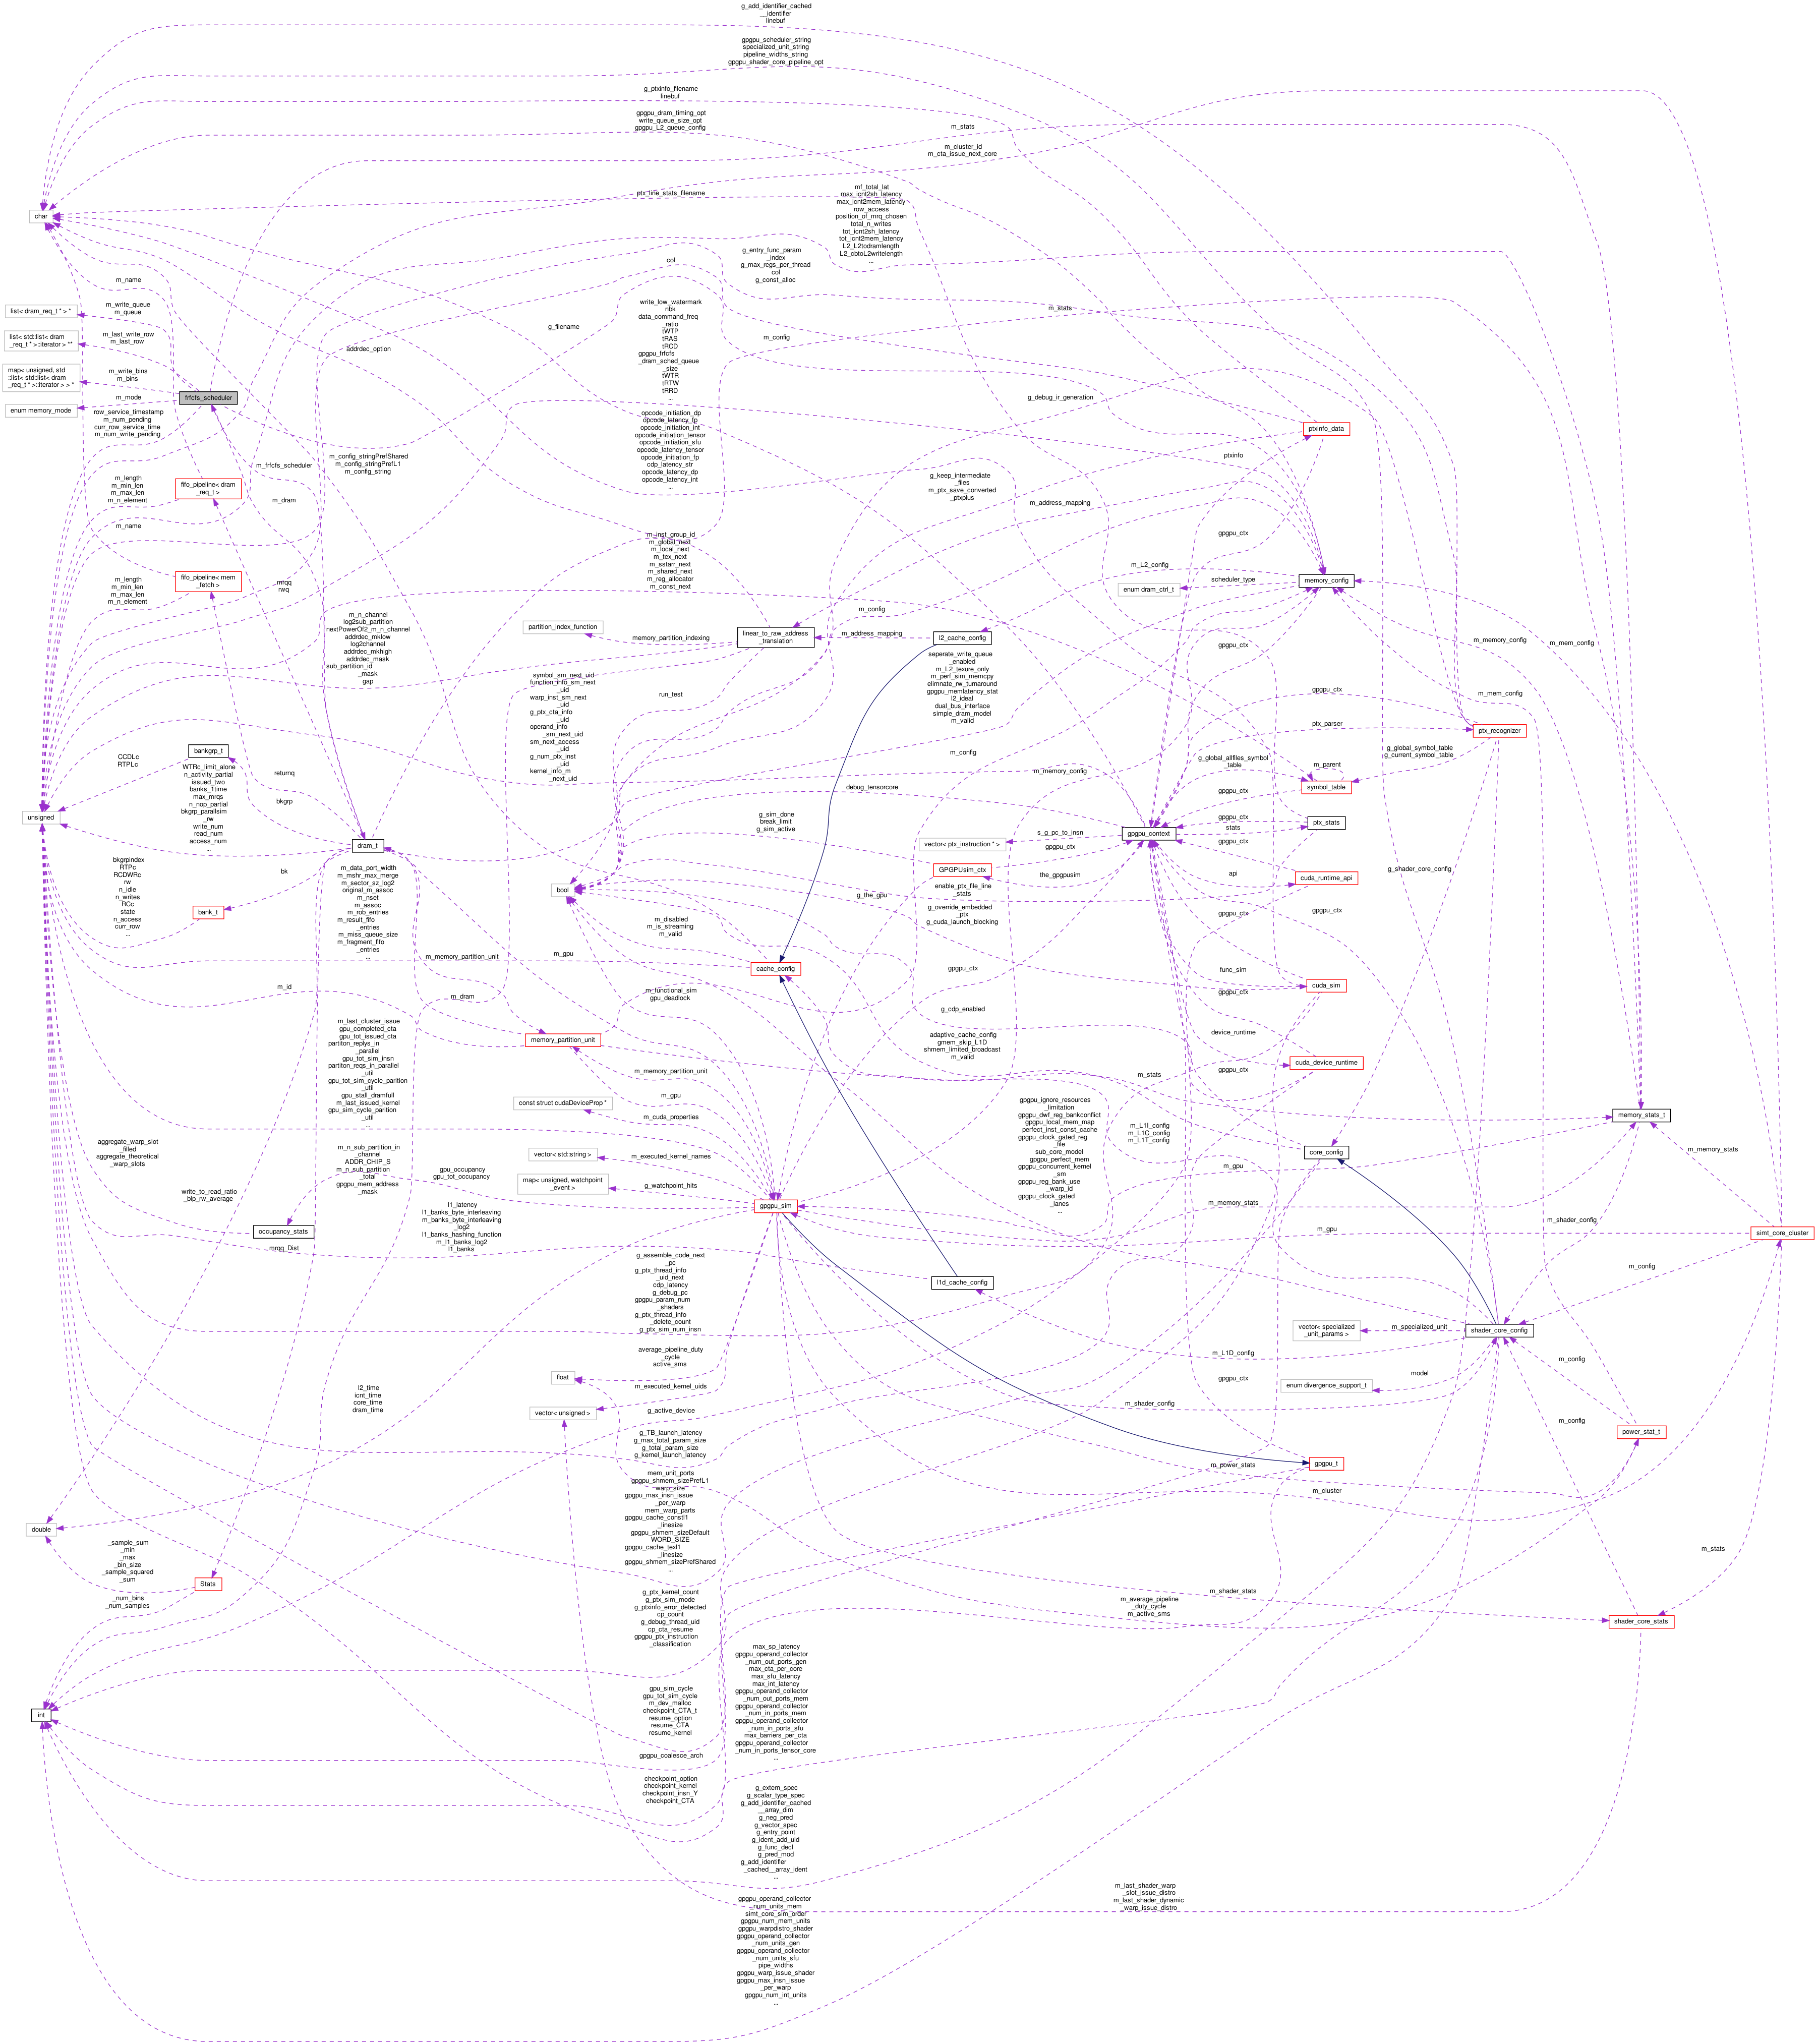 g_add_identifier_cached
__identifier
linebuf
gpgpu_scheduler_string
specialized_unit_string
pipeline_widths_string
gpgpu_shader_core_pipeline_opt
g_ptxinfo_filename
linebuf
gpgpu_dram_timing_opt
write_queue_size_opt
gpgpu_L2_queue_config
m_stats
m_cluster_id
m_cta_issue_next_core
ptx_line_stats_filename
mf_total_lat
max_icnt2sh_latency
max_icnt2mem_latency
row_access
position_of_mrq_chosen
total_n_writes
tot_icnt2sh_latency
tot_icnt2mem_latency
L2_L2todramlength
L2_cbtoL2writelength
...
char
g_entry_func_param
_index
g_max_regs_per_thread
col
g_const_alloc
col
m_name
m_write_queue
m_queue
list< dram_req_t * > *
write_low_watermark
nbk
data_command_freq
_ratio
tWTP
tRAS
tRCD
gpgpu_frfcfs
_dram_sched_queue
_size
tWTR
tRTW
tRRD
...
m_stats
g_filename
m_config
m_last_write_row
m_last_row
list< std::list< dram
_req_t * >::iterator > **
addrdec_option
map< unsigned, std
::list< std::list< dram
_req_t * >::iterator > > *
m_write_bins
m_bins
m_mode
frfcfs_scheduler
g_debug_ir_generation
enum memory_mode
row_service_timestamp
m_num_pending
curr_row_service_time
m_num_write_pending
opcode_initiation_dp
opcode_latency_fp
opcode_initiation_int
opcode_initiation_tensor
opcode_initiation_sfu
opcode_latency_tensor
opcode_initiation_fp
cdp_latency_str
opcode_latency_dp
opcode_latency_int
...
ptxinfo_data
ptxinfo
m_config_stringPrefShared
m_config_stringPrefL1
m_config_string
m_frfcfs_scheduler
m_length
m_min_len
m_max_len
m_n_element
fifo_pipeline< dram
_req_t >
m_dram
g_keep_intermediate
_files
m_ptx_save_converted
_ptxplus
m_address_mapping
m_name
m_inst_group_id
m_global_next
m_local_next
m_tex_next
m_sstarr_next
m_shared_next
m_reg_allocator
m_const_next
gpgpu_ctx
m_L2_config
memory_config
scheduler_type
enum dram_ctrl_t
m_length
m_min_len
m_max_len
m_n_element
fifo_pipeline< mem
_fetch >
mrqq
rwq
m_config
m_n_channel
log2sub_partition
nextPowerOf2_m_n_channel
addrdec_mklow
log2channel
addrdec_mkhigh
addrdec_mask
sub_partition_id
_mask
gap
partition_index_function
memory_partition_indexing
linear_to_raw_address
_translation
m_address_mapping
l2_cache_config
gpgpu_ctx
m_memory_config
m_mem_config
m_mem_config
seperate_write_queue
_enabled
m_L2_texure_only
m_perf_sim_memcpy
elimnate_rw_turnaround
gpgpu_memlatency_stat
l2_ideal
dual_bus_interface
simple_dram_model
m_valid
symbol_sm_next_uid
function_info_sm_next
_uid
warp_inst_sm_next
_uid
g_ptx_cta_info
_uid
operand_info
_sm_next_uid
sm_next_access
_uid
g_num_ptx_inst
_uid
kernel_info_m
_next_uid
run_test
gpgpu_ctx
ptx_parser
ptx_recognizer
g_global_symbol_table
g_current_symbol_table
g_global_allfiles_symbol
_table
m_parent
symbol_table
m_config
bankgrp_t
CCDLc
RTPLc
WTRc_limit_alone
n_activity_partial
issued_two
banks_1time
max_mrqs
n_nop_partial
bkgrp_parallsim
_rw
write_num
read_num
access_num
...
returnq
bkgrp
m_memory_config
debug_tensorcore
gpgpu_ctx
unsigned
g_sim_done
break_limit
g_sim_active
gpgpu_context
gpgpu_ctx
stats
ptx_stats
dram_t
s_g_pc_to_insn
vector< ptx_instruction * >
gpgpu_ctx
gpgpu_ctx
GPGPUsim_ctx
the_gpgpusim
api
cuda_runtime_api
g_shader_core_config
bkgrpindex
RTPc
RCDWRc
rw
n_idle
n_writes
RCc
state
n_access
curr_row
...
bk
m_data_port_width
m_mshr_max_merge
m_sector_sz_log2
original_m_assoc
m_nset
m_assoc
m_rob_entries
m_result_fifo
_entries
m_miss_queue_size
m_fragment_fifo
_entries
...
bool
enable_ptx_file_line
_stats
g_the_gpu
bank_t
g_override_embedded
_ptx
g_cuda_launch_blocking
gpgpu_ctx
gpgpu_ctx
m_disabled
m_is_streaming
m_valid
m_memory_partition_unit
m_gpu
cache_config
gpgpu_ctx
func_sim
cuda_sim
m_id
m_dram
m_functional_sim
gpu_deadlock
gpgpu_ctx
g_cdp_enabled
m_last_cluster_issue
gpu_completed_cta
gpu_tot_issued_cta
partiton_replys_in
_parallel
gpu_tot_sim_insn
partiton_reqs_in_parallel
_util
gpu_tot_sim_cycle_parition
_util
gpu_stall_dramfull
m_last_issued_kernel
gpu_sim_cycle_parition
_util
...
memory_partition_unit
adaptive_cache_config
gmem_skip_L1D
shmem_limited_broadcast
m_valid
device_runtime
cuda_device_runtime
gpgpu_ctx
m_memory_partition_unit
m_stats
m_gpu
const struct cudaDeviceProp *
m_cuda_properties
gpgpu_ignore_resources
_limitation
gpgpu_dwf_reg_bankconflict
gpgpu_local_mem_map
perfect_inst_const_cache
gpgpu_clock_gated_reg
_file
sub_core_model
gpgpu_perfect_mem
gpgpu_concurrent_kernel
_sm
gpgpu_reg_bank_use
_warp_id
gpgpu_clock_gated
_lanes
m_L1I_config
m_L1C_config
m_L1T_config
memory_stats_t
aggregate_warp_slot
_filled
aggregate_theoretical
_warp_slots
m_n_sub_partition_in
_channel
ADDR_CHIP_S
m_n_sub_partition
_total
gpgpu_mem_address
_mask
vector< std::string >
m_executed_kernel_names
core_config
m_memory_stats
m_gpu
gpu_occupancy
gpu_tot_occupancy
map< unsigned, watchpoint
_event >
g_watchpoint_hits
write_to_read_ratio
_blp_rw_average
gpgpu_sim
m_memory_stats
l1_latency
l1_banks_byte_interleaving
m_banks_byte_interleaving
_log2
l1_banks_hashing_function
m_l1_banks_log2
l1_banks
m_shader_config
occupancy_stats
m_gpu
simt_core_cluster
mrqq_Dist
g_assemble_code_next
_pc
g_ptx_thread_info
_uid_next
cdp_latency
g_debug_pc
gpgpu_param_num
_shaders
g_ptx_thread_info
_delete_count
g_ptx_sim_num_insn
m_config
l1d_cache_config
vector< specialized
_unit_params >
m_specialized_unit
shader_core_config
average_pipeline_duty
_cycle
active_sms
m_L1D_config
m_config
float
model
enum divergence_support_t
gpgpu_ctx
l2_time
icnt_time
core_time
dram_time
m_executed_kernel_uids
m_shader_config
vector< unsigned >
g_active_device
m_config
power_stat_t
g_TB_launch_latency
g_max_total_param_size
g_total_param_size
g_kernel_launch_latency
m_power_stats
gpgpu_t
mem_unit_ports
gpgpu_shmem_sizePrefL1
warp_size
gpgpu_max_insn_issue
_per_warp
mem_warp_parts
gpgpu_cache_constl1
_linesize
gpgpu_shmem_sizeDefault
WORD_SIZE
gpgpu_cache_texl1
_linesize
gpgpu_shmem_sizePrefShared
...
m_cluster
double
_sample_sum
_min
_max
_bin_size
_sample_squared
_sum
m_stats
Stats
_num_bins
_num_samples
g_ptx_kernel_count
g_ptx_sim_mode
g_ptxinfo_error_detected
cp_count
g_debug_thread_uid
cp_cta_resume
gpgpu_ptx_instruction
_classification
m_shader_stats
m_average_pipeline
_duty_cycle
m_active_sms
shader_core_stats
max_sp_latency
gpgpu_operand_collector
_num_out_ports_gen
max_cta_per_core
max_sfu_latency
max_int_latency
gpgpu_operand_collector
_num_out_ports_mem
gpgpu_operand_collector
_num_in_ports_mem
gpgpu_operand_collector
_num_in_ports_sfu
max_barriers_per_cta
gpgpu_operand_collector
_num_in_ports_tensor_core
...
gpu_sim_cycle
gpu_tot_sim_cycle
m_dev_malloc
checkpoint_CTA_t
resume_option
resume_CTA
resume_kernel
int
gpgpu_coalesce_arch
checkpoint_option
checkpoint_kernel
checkpoint_insn_Y
checkpoint_CTA
g_extern_spec
g_scalar_type_spec
g_add_identifier_cached
__array_dim
g_neg_pred
g_vector_spec
g_entry_point
g_ident_add_uid
g_func_decl
g_pred_mod
g_add_identifier
_cached__array_ident
...
m_last_shader_warp
_slot_issue_distro
m_last_shader_dynamic
_warp_issue_distro
gpgpu_operand_collector
_num_units_mem
simt_core_sim_order
gpgpu_num_mem_units
gpgpu_warpdistro_shader
gpgpu_operand_collector
_num_units_gen
gpgpu_operand_collector
_num_units_sfu
pipe_widths
gpgpu_warp_issue_shader
gpgpu_max_insn_issue
_per_warp
gpgpu_num_int_units
...